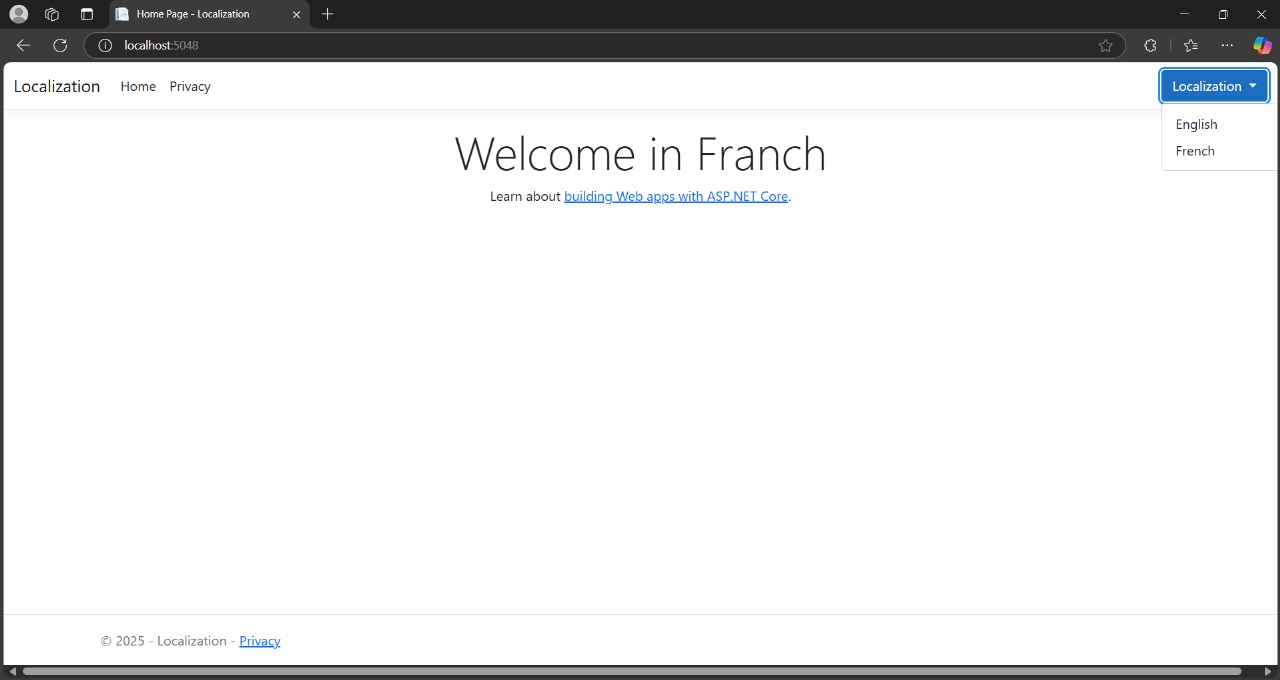 Home Page - Localization
localhost:5048
Localization Home Privacy Localization
English
French
Welcome in Franch
Learn about building Web apps with ASP.NET Core.
© 2025 - Localization - Privacy